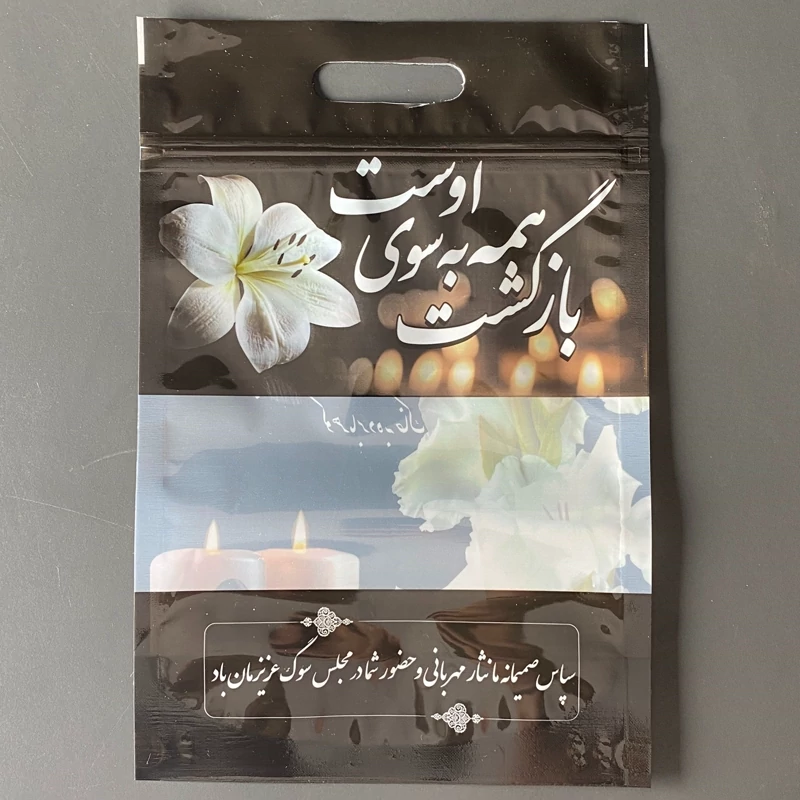 بازگشت
همه به سوی
اوست
سپاس صمیمانه ما نثار مهربانی و حضور شما در مجلس سوگ عزیزمان باد